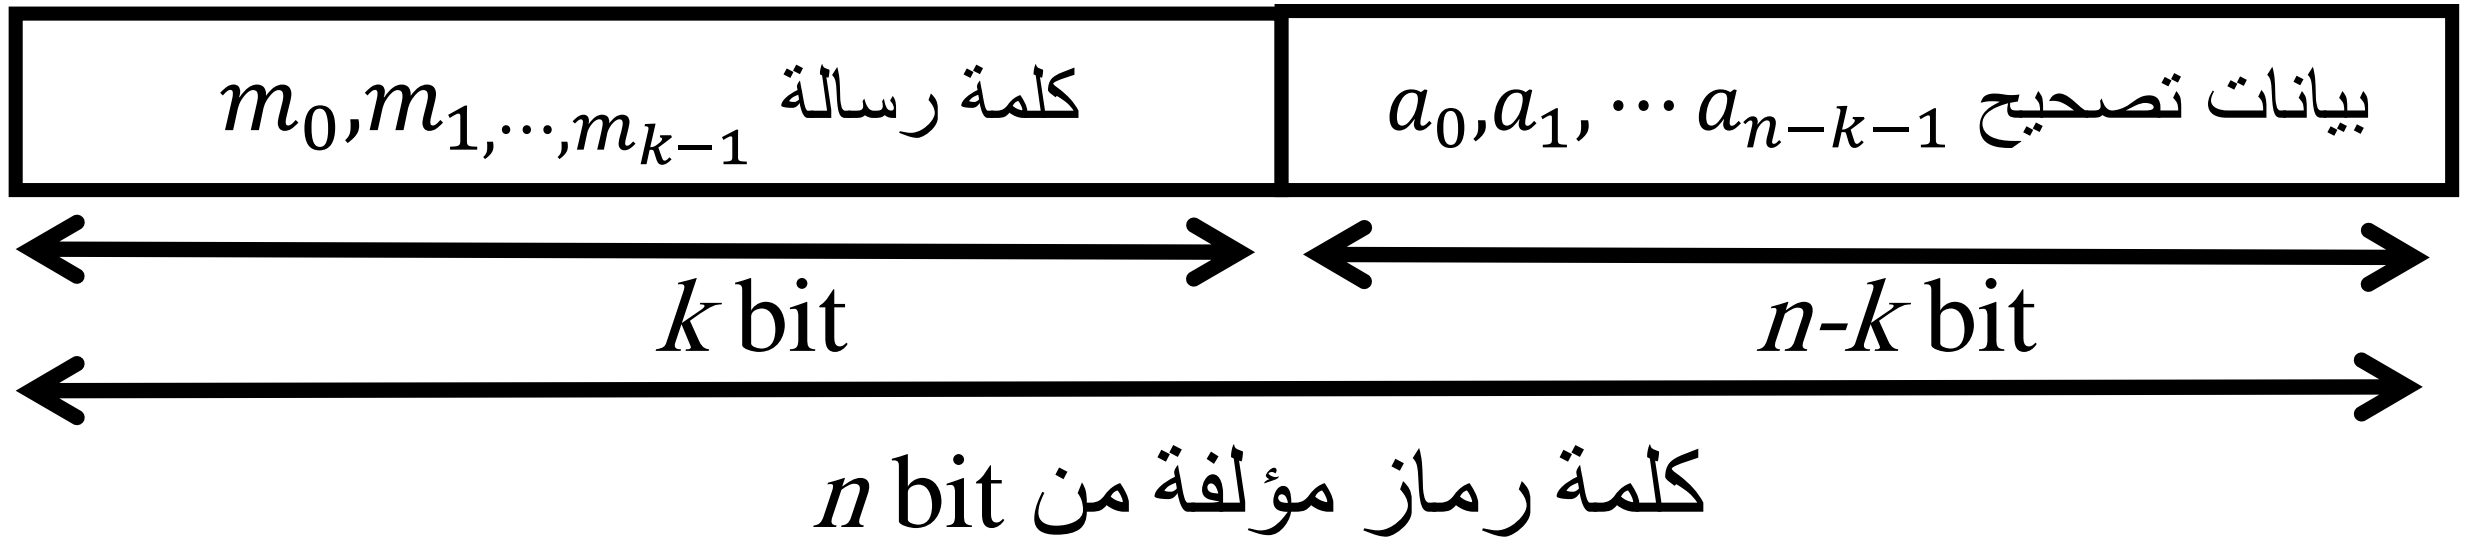 كلمة رسالة m₀,m₁,⋯,mₖ₋₁
بيانات تصحيح a₀,a₁,⋯ aₙ₋ₖ₋₁
k bit
n-k bit
كلمة رماز مؤلفة من n bit